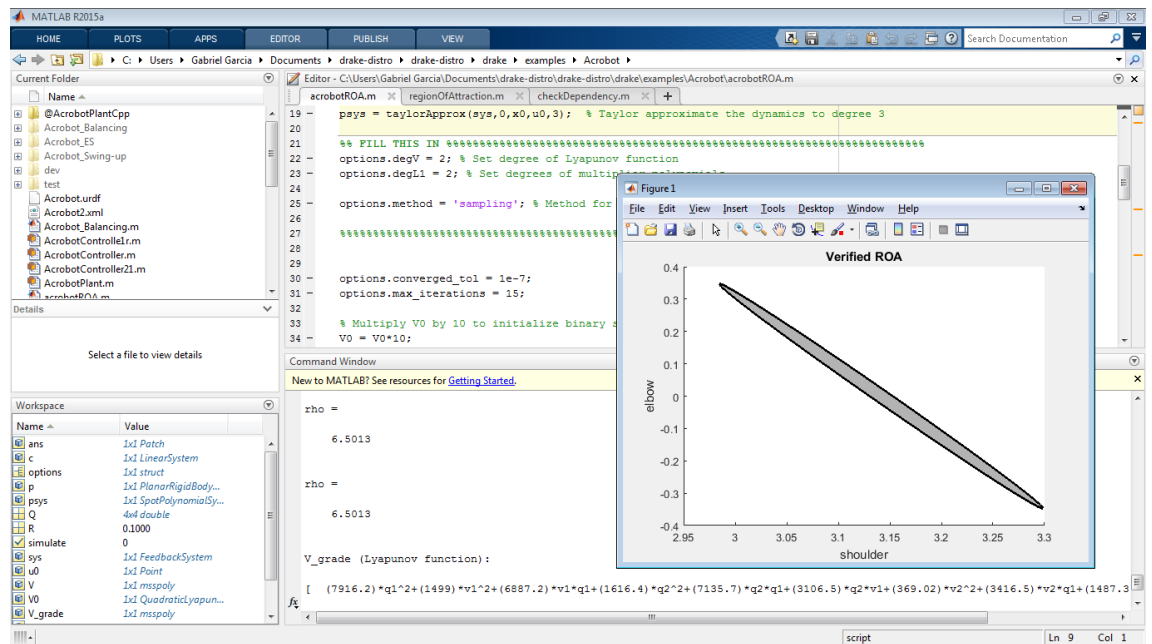 MATLAB R2015a
HOME PLOTS APPS EDITOR PUBLISH VIEW Search Documentation
C: Users Gabriel Garcia Documents drake-distro drake-distro drake examples Acrobot
Current Folder
Name
@AcrobotPlantCpp
Acrobot_Balancing
Acrobot_ES
Acrobot_Swing-up
dev
test
Acrobot.urdf
Acrobot2.xml
Acrobot_Balancing.m
AcrobotControlle1r.m
AcrobotController.m
AcrobotController21.m
AcrobotPlant.m
acrobotROA.m
Details
Select a file to view details
Workspace
Name Value
ans 1x1 Patch
c 1x1 LinearSystem
options 1x1 struct
p 1x1 PlanarRigidBody...
psys 1x1 SpotPolynomialSy...
Q 4x4 double
R 0.1000
simulate 0
sys 1x1 FeedbackSystem
u0 1x1 Point
V 1x1 msspoly
V0 1x1 QuadraticLyapun...
V_grade 1x1 msspoly
Editor - C:\Users\Gabriel Garcia\Documents\drake-distro\drake-distro\drake\examples\Acrobot\acrobotROA.m
acrobotROA.m regionOfAttraction.m checkDependency.m
19 - psys = taylorApprox(sys,0,x0,u0,3); % Taylor approximate the dynamics to degree 3
20
21 %% FILL THIS IN %%%%%%%%%%%%%%%%%%%%%%%%%%%%%%%%%%%%%%%%%%%%%%%%%%%%%%%%%%%%%%%%%%%%%%
22 - options.degV = 2; % Set degree of Lyapunov function
23 - options.degL1 = 2; % Set degrees of multiplier polynomials
24
25 - options.method = 'sampling'; % Method for
26
27 %%%%%%%%%%%%%%%%%%%%%%%%%%%%%%%%%%%%%%%%%%
28
29
30 - options.converged_tol = 1e-7;
31 - options.max_iterations = 15;
32
33 % Multiply V0 by 10 to initialize binary s
34 - V0 = V0*10;
Command Window
New to MATLAB? See resources for Getting Started.
rho =
6.5013
rho =
6.5013
V_grade (Lyapunov function):
[ (7916.2)*q1^2+(1499)*v1^2+(6887.2)*v1*q1+(1616.4)*q2^2+(7135.7)*q2*q1+(3106.5)*q2*v1+(369.02)*v2^2+(3416.5)*v2*q1+(1487.3
fx
Figure 1
File Edit View Insert Tools Desktop Window Help
Verified ROA
0.4
0.3
0.2
0.1
0
-0.1
-0.2
-0.3
-0.4
elbow
2.95 3 3.05 3.1 3.15 3.2 3.25 3.3
shoulder
script Ln 9 Col 1